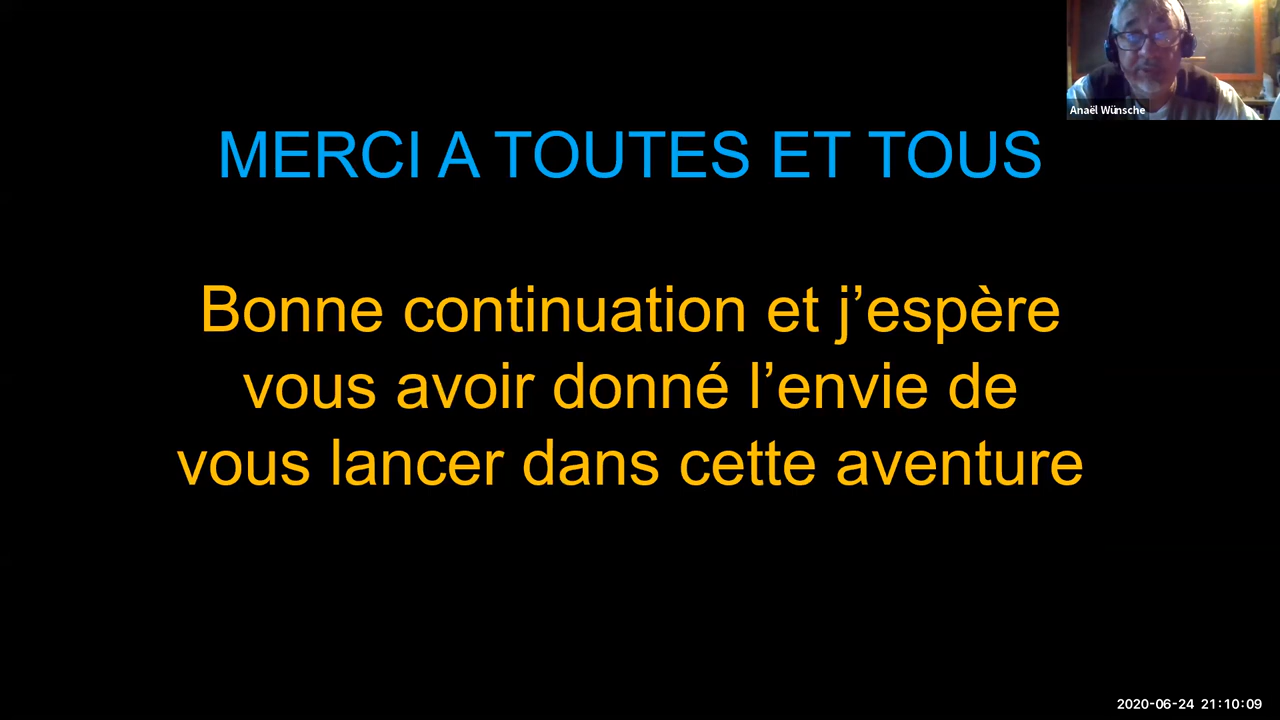 Anaël Wünsche
MERCI A TOUTES ET TOUS
Bonne continuation et j’espère
vous avoir donné l’envie de
vous lancer dans cette aventure
2020-06-24 21:10:09